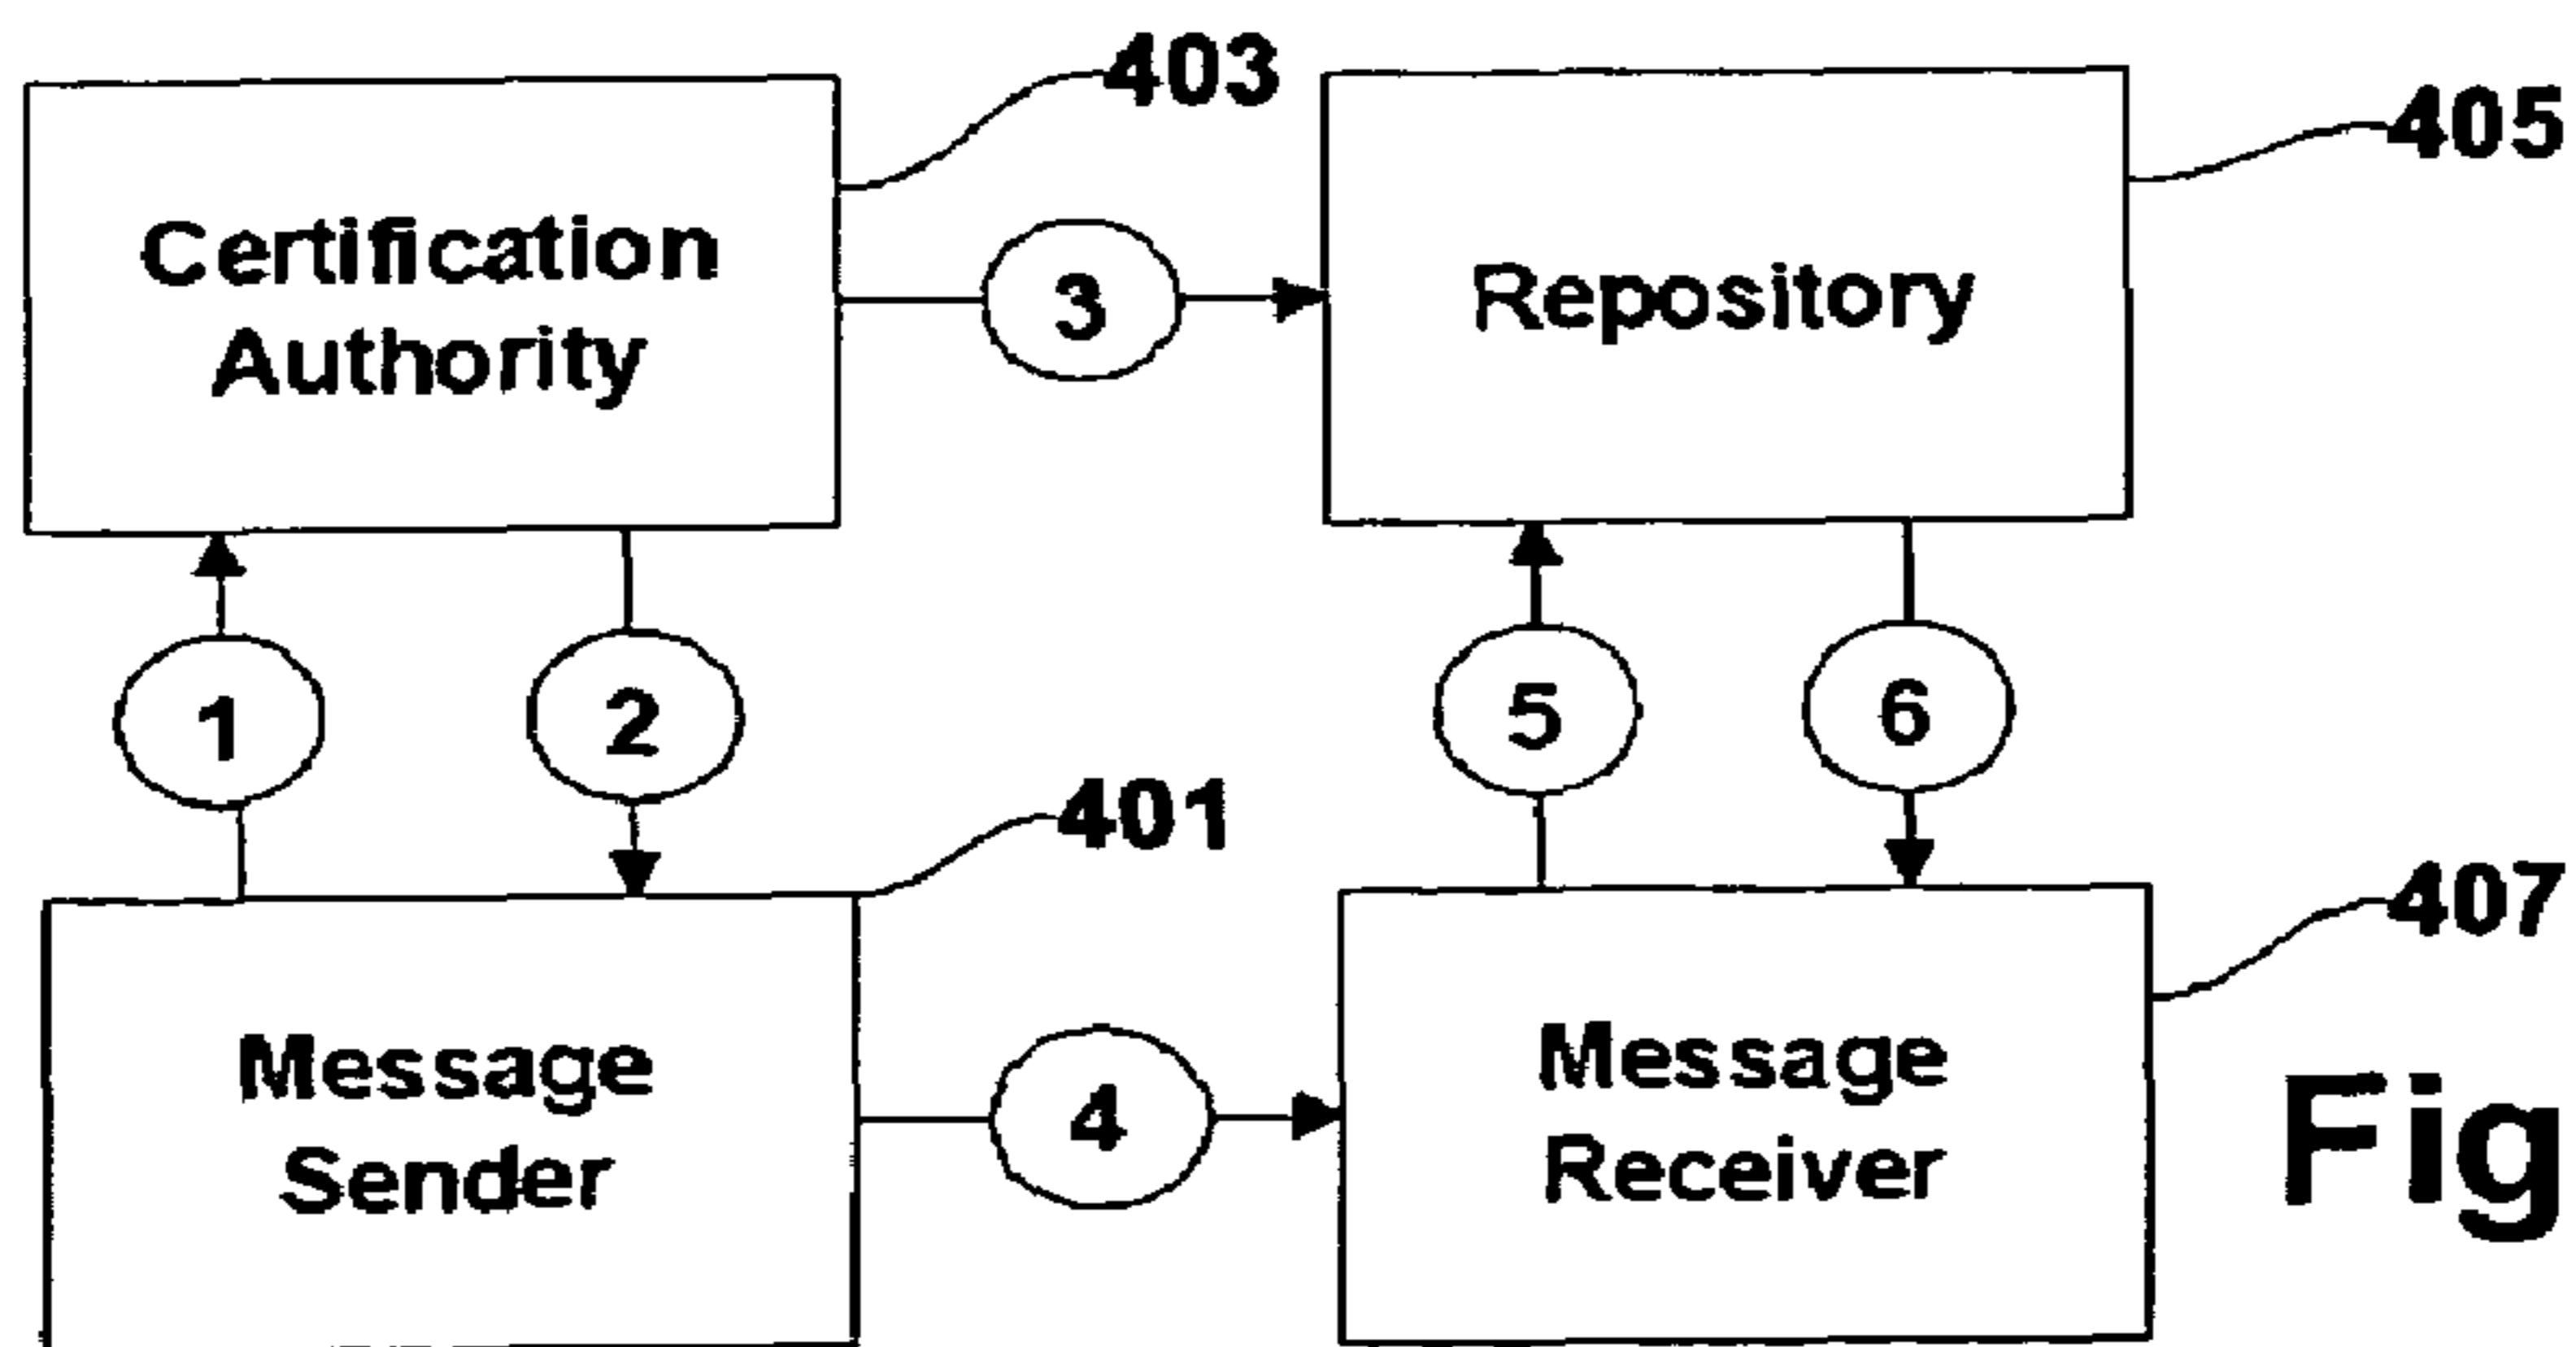 403
405
Certification
Authority
3
Repository
1
2
5
6
401
407
Message
Sender
4
Message
Receiver
Fig